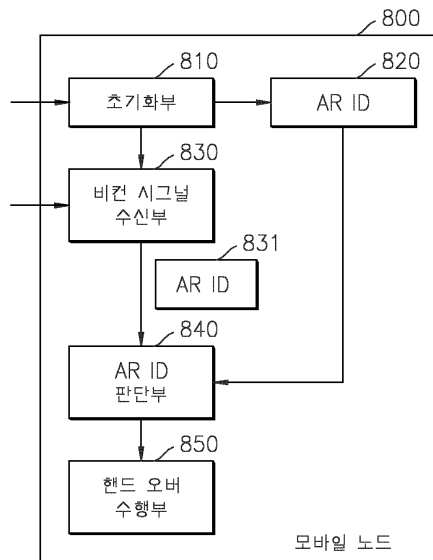 800
810
초기화부
820
AR ID
830
비컨 시그널
수신부
831
AR ID
840
AR ID
판단부
850
핸드 오버
수행부
모바일 노드